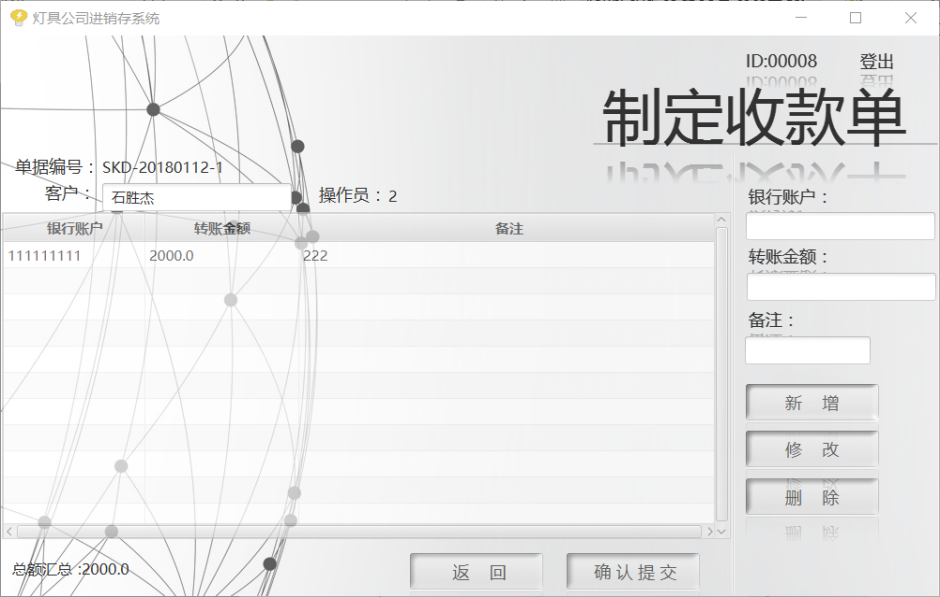 灯具公司进销存系统
ID:00008 登出
制定收款单
单据编号： SKD-20180112-1
客户： 石胜杰 操作员： 2
银行账户 转账金额 备注
111111111 2000.0 222
银行账户：
转账金额：
备注：
新 增
修 改
删 除
总额汇总 :2000.0
返 回 确 认 提 交